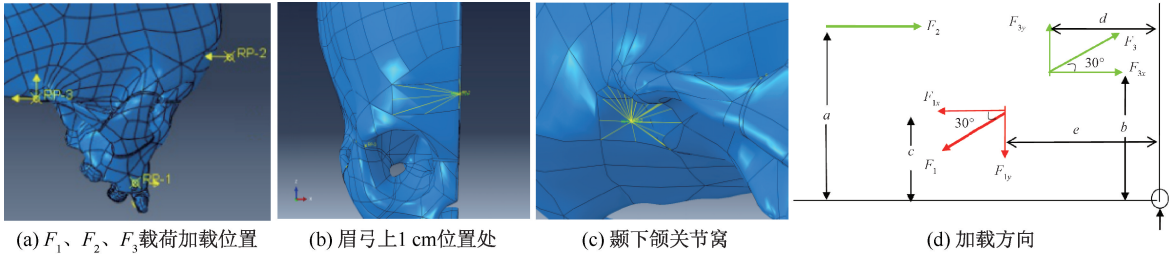 RP-2
RP-3
RP-1
F₂
F₃ᵧ
d
F₃
30°
F₃ₓ
a
F₁ₓ
30°
c
e
b
F₁
F₁ᵧ
(a) F₁、F₂、F₃载荷加载位置
(b) 眉弓上1 cm位置处
(c) 颞下颌关节窝
(d) 加载方向